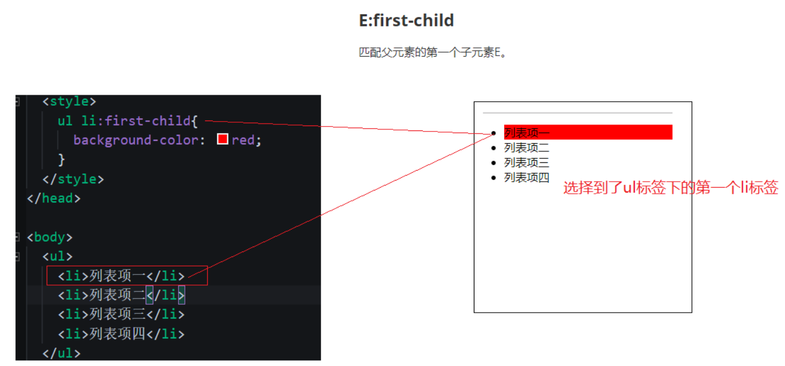 E:first-child
匹配父元素的第一个子元素E。
<style>
ul li:first-child{
background-color: red;
}
</style>
</head>
<body>
<ul>
<li>列表项一</li>
<li>列表项二</li>
<li>列表项三</li>
<li>列表项四</li>
</ul>
列表项一
列表项二
列表项三
列表项四
选择到了ul标签下的第一个li标签